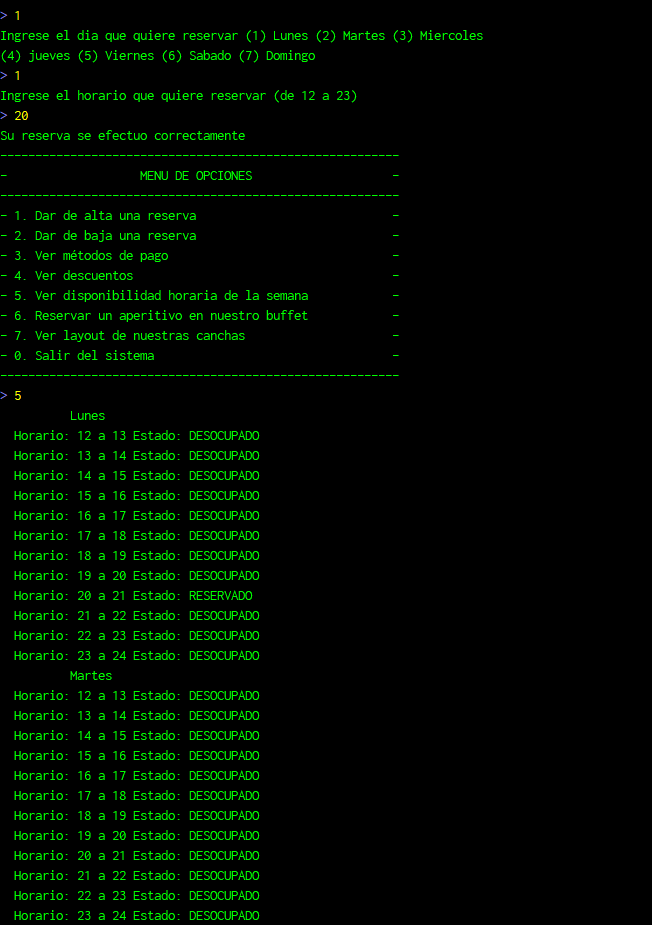 > 1
Ingrese el dia que quiere reservar (1) Lunes (2) Martes (3) Miercoles
(4) jueves (5) Viernes (6) Sabado (7) Domingo
> 1
Ingrese el horario que quiere reservar (de 12 a 23)
> 20
Su reserva se efectuo correctamente
---------------------------------------------------------
-                   MENU DE OPCIONES                    -
---------------------------------------------------------
- 1. Dar de alta una reserva                            -
- 2. Dar de baja una reserva                            -
- 3. Ver métodos de pago                                -
- 4. Ver descuentos                                     -
- 5. Ver disponibilidad horaria de la semana            -
- 6. Reservar un aperitivo en nuestro buffet            -
- 7. Ver layout de nuestras canchas                     -
- 0. Salir del sistema                                  -
---------------------------------------------------------
> 5
Lunes
Horario: 12 a 13 Estado: DESOCUPADO
Horario: 13 a 14 Estado: DESOCUPADO
Horario: 14 a 15 Estado: DESOCUPADO
Horario: 15 a 16 Estado: DESOCUPADO
Horario: 16 a 17 Estado: DESOCUPADO
Horario: 17 a 18 Estado: DESOCUPADO
Horario: 18 a 19 Estado: DESOCUPADO
Horario: 19 a 20 Estado: DESOCUPADO
Horario: 20 a 21 Estado: RESERVADO
Horario: 21 a 22 Estado: DESOCUPADO
Horario: 22 a 23 Estado: DESOCUPADO
Horario: 23 a 24 Estado: DESOCUPADO
Martes
Horario: 12 a 13 Estado: DESOCUPADO
Horario: 13 a 14 Estado: DESOCUPADO
Horario: 14 a 15 Estado: DESOCUPADO
Horario: 15 a 16 Estado: DESOCUPADO
Horario: 16 a 17 Estado: DESOCUPADO
Horario: 17 a 18 Estado: DESOCUPADO
Horario: 18 a 19 Estado: DESOCUPADO
Horario: 19 a 20 Estado: DESOCUPADO
Horario: 20 a 21 Estado: DESOCUPADO
Horario: 21 a 22 Estado: DESOCUPADO
Horario: 22 a 23 Estado: DESOCUPADO
Horario: 23 a 24 Estado: DESOCUPADO